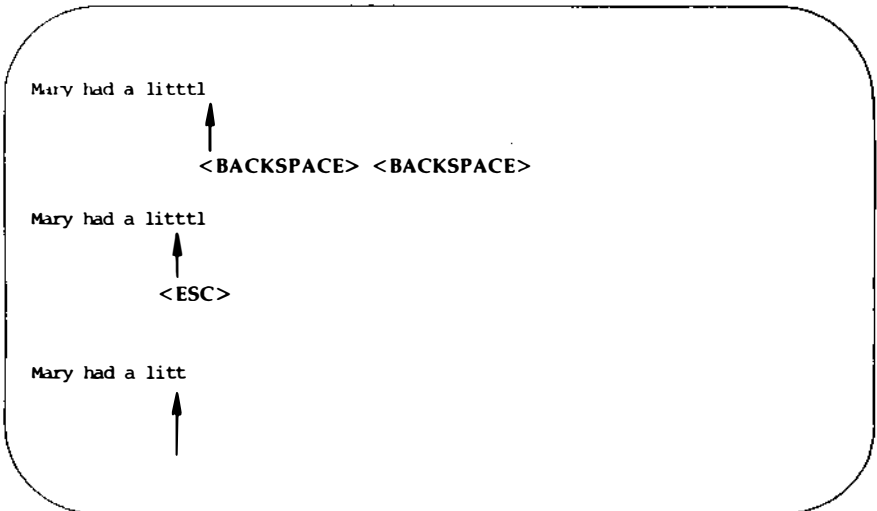 Mary had a litttl
<BACKSPACE> <BACKSPACE>
Mary had a litttl
<ESC>
Mary had a litt